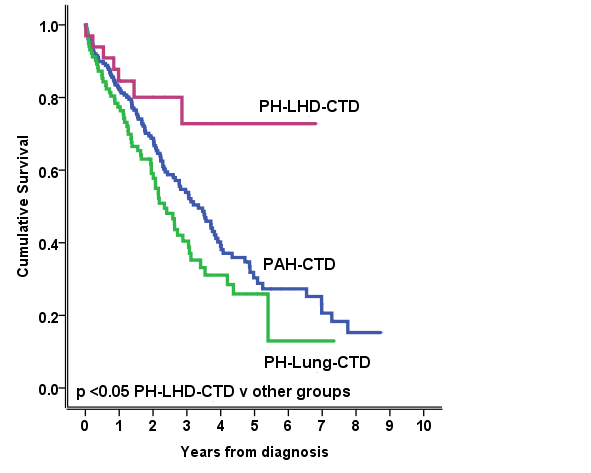 1.0
0.8
0.6
0.4
0.2
0.0
Cumulative Survival
PH-LHD-CTD
PAH-CTD
PH-Lung-CTD
p <0.05 PH-LHD-CTD v other groups
0 1 2 3 4 5 6 7 8 9 10
Years from diagnosis